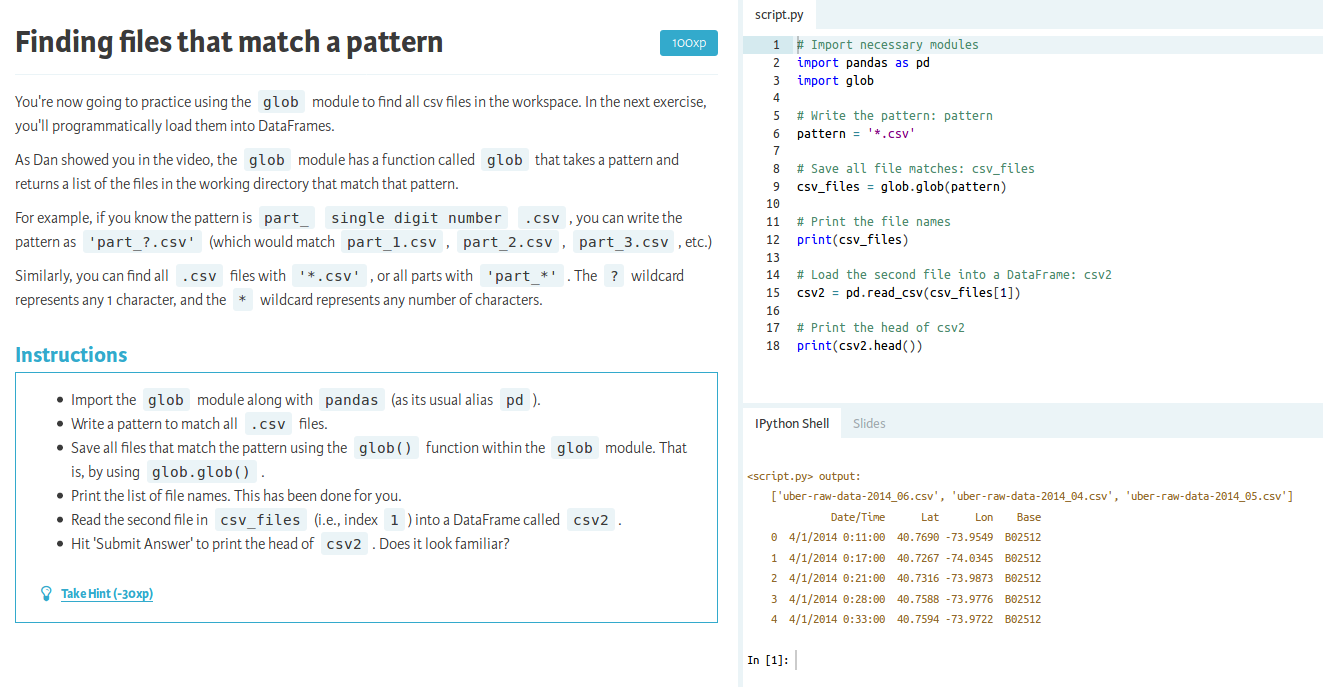 Finding files that match a pattern
100xp
You're now going to practice using the glob module to find all csv files in the workspace. In the next exercise,
you'll programmatically load them into DataFrames.
As Dan showed you in the video, the glob module has a function called glob that takes a pattern and
returns a list of the files in the working directory that match that pattern.
For example, if you know the pattern is part_ single digit number .csv , you can write the
pattern as 'part_?.csv' (which would match part_1.csv , part_2.csv , part_3.csv , etc.)
Similarly, you can find all .csv files with '*.csv' , or all parts with 'part_*' . The ? wildcard
represents any 1 character, and the * wildcard represents any number of characters.
Instructions
• Import the glob module along with pandas (as its usual alias pd ).
• Write a pattern to match all .csv files.
• Save all files that match the pattern using the glob() function within the glob module. That
is, by using glob.glob() .
• Print the list of file names. This has been done for you.
• Read the second file in csv_files (i.e., index 1 ) into a DataFrame called csv2 .
• Hit 'Submit Answer' to print the head of csv2 . Does it look familiar?
Take Hint (-30xp)
script.py
1 # Import necessary modules
2 import pandas as pd
3 import glob
4
5 # Write the pattern: pattern
6 pattern = '*.csv'
7
8 # Save all file matches: csv_files
9 csv_files = glob.glob(pattern)
10
11 # Print the file names
12 print(csv_files)
13
14 # Load the second file into a DataFrame: csv2
15 csv2 = pd.read_csv(csv_files[1])
16
17 # Print the head of csv2
18 print(csv2.head())
IPython Shell Slides
<script.py> output:
['uber-raw-data-2014_06.csv', 'uber-raw-data-2014_04.csv', 'uber-raw-data-2014_05.csv']
Date/Time Lat Lon Base
0 4/1/2014 0:11:00 40.7690 -73.9549 B02512
1 4/1/2014 0:17:00 40.7267 -74.0345 B02512
2 4/1/2014 0:21:00 40.7316 -73.9873 B02512
3 4/1/2014 0:28:00 40.7588 -73.9776 B02512
4 4/1/2014 0:33:00 40.7594 -73.9722 B02512
In [1]: